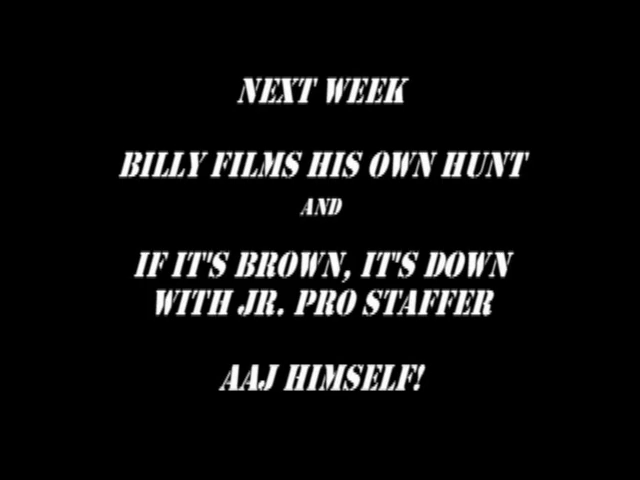 NEXT WEEK
BILLY FILMS HIS OWN HUNT
AND
IF IT'S BROWN, IT'S DOWN
WITH JR. PRO STAFFER
AAJ HIMSELF!